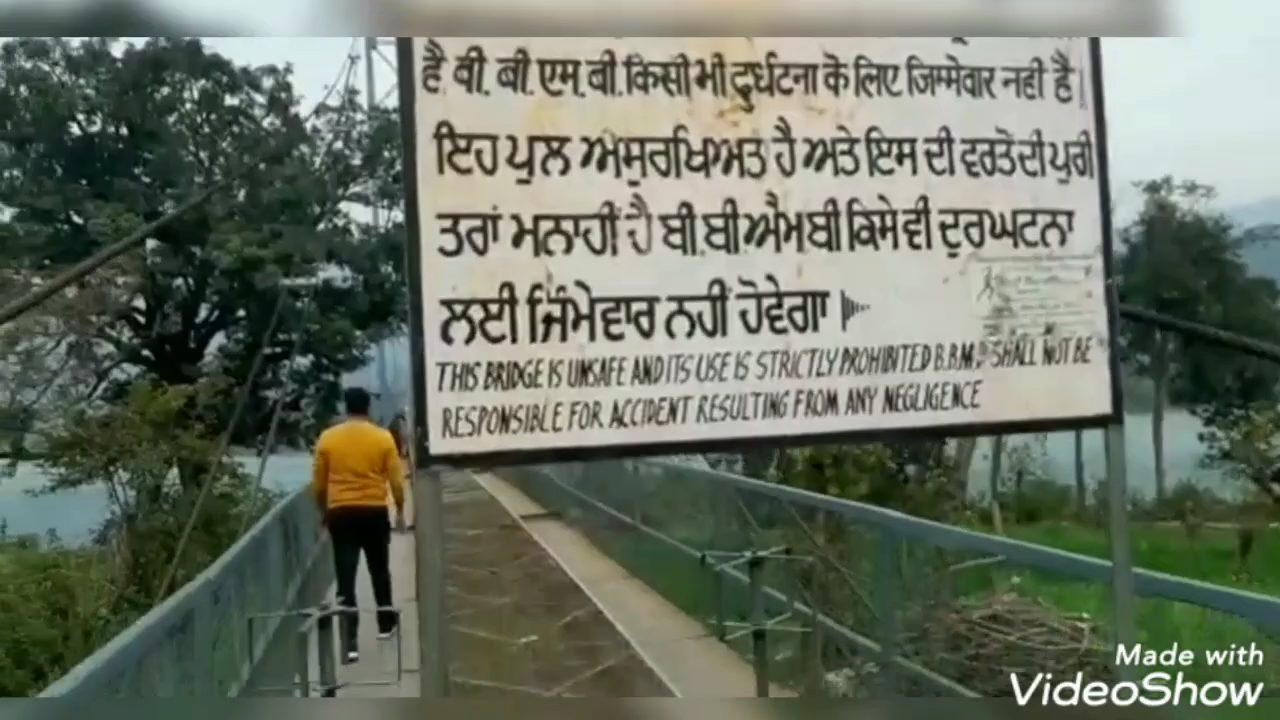 है. बी. बी. एम. बी. किसी भी दुर्घटना के लिए जिम्मेवार नहीं है।
ਇਹ ਪੁਲ ਅਸੁਰਖਿਅਤ ਹੈ ਅਤੇ ਇਸ ਦੀ ਵਰਤੋਂ ਦੀ ਪੁਰੀ
ਤਰਾਂ ਮਨਾਹੀਂ ਹੈ ਬੀ.ਬੀ.ਐਮ.ਬੀ ਕਿਸੇ ਵੀ ਦੁਰਘਟਨਾ
ਲਈ ਜਿੰਮੇਵਾਰ ਨਹੀਂ ਹੋਵੇਗਾ
THIS BRIDGE IS UNSAFE AND ITS USE IS STRICTLY PROHIBITED B.B.M. SHALL NOT BE
RESPONSIBLE FOR ACCIDENT RESULTING FROM ANY NEGLIGENCE
Made with
VideoShow